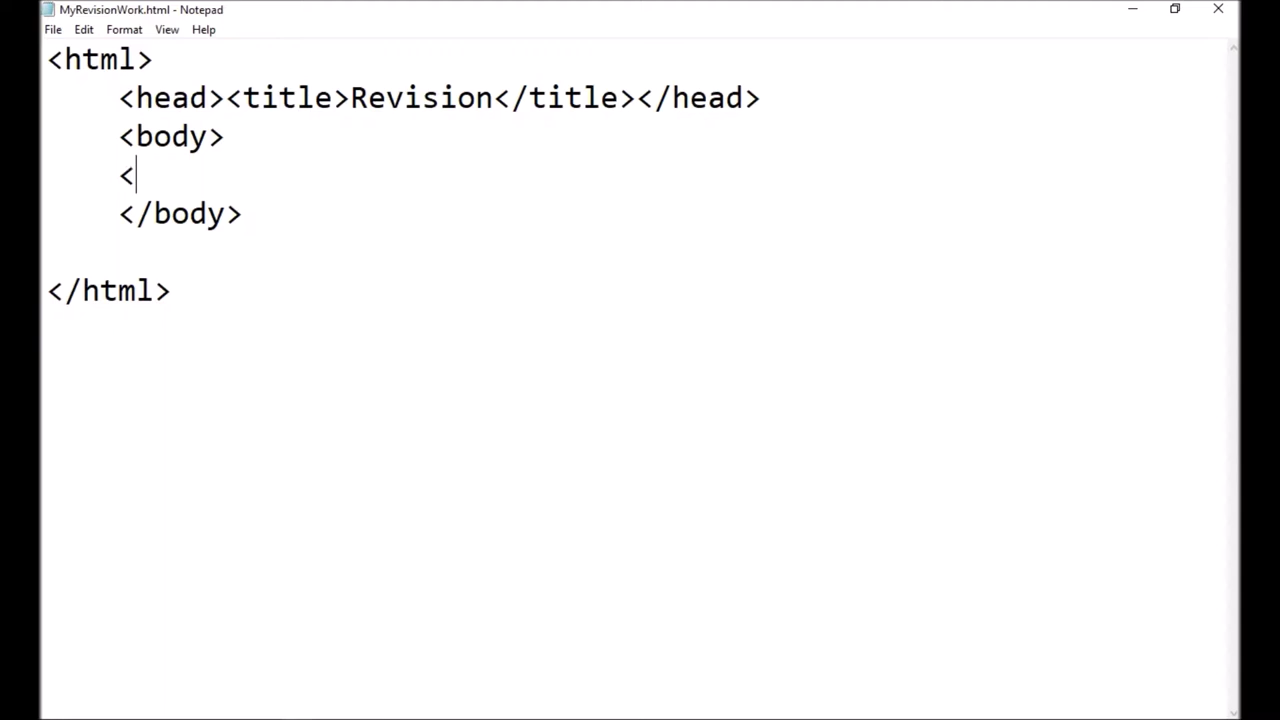 MyRevisionWork.html - Notepad
File Edit Format View Help
<html>
<head><title>Revision</title></head>
<body>
<
</body>
</html>